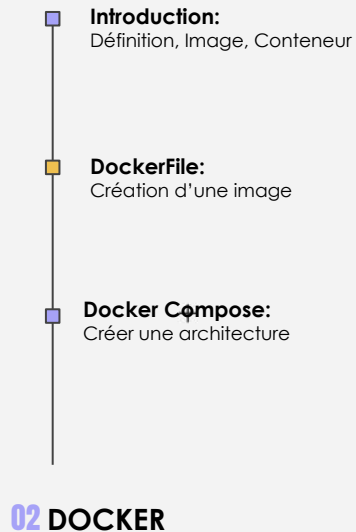 Introduction:
Définition, Image, Conteneur
DockerFile:
Création d'une image
Docker Compose:
Créer une architecture
02 DOCKER